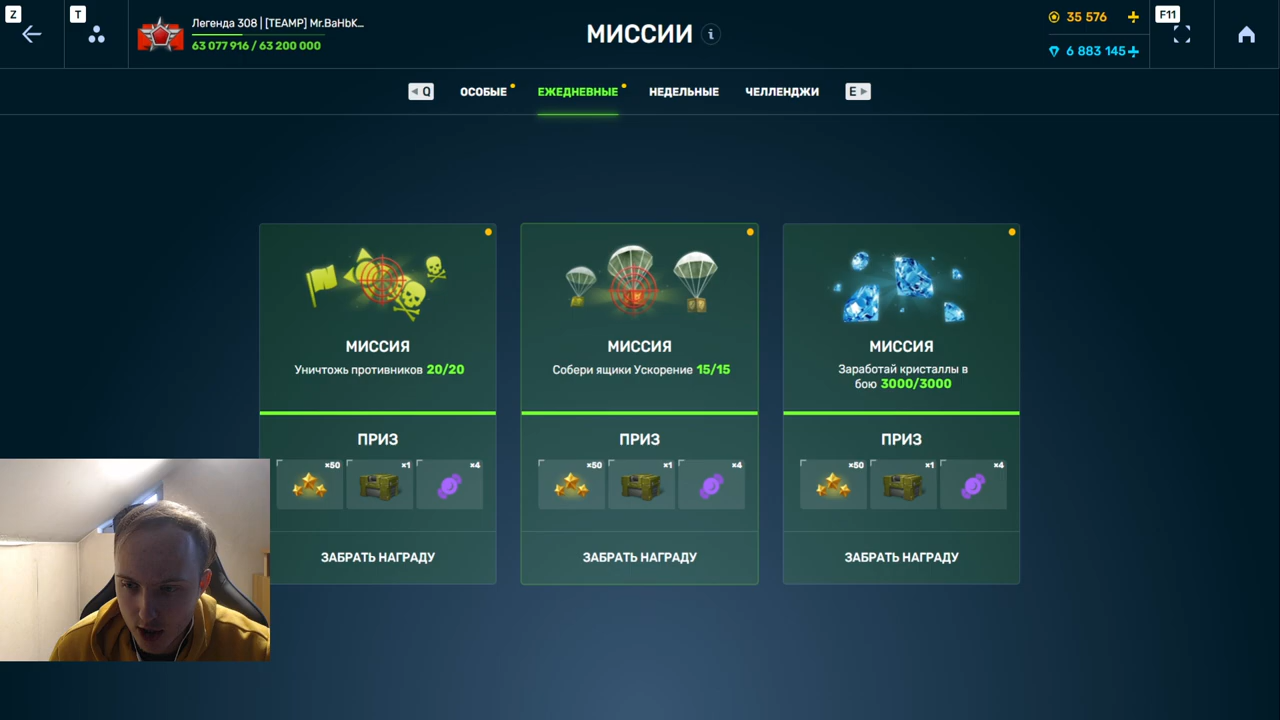 Z
T
Легенда 308 | [TEAMP] Mr.BaHbK...
63 077 916 / 63 200 000
МИССИИ
35 576
6 883 145
F11
Q
ОСОБЫЕ
ЕЖЕДНЕВНЫЕ
НЕДЕЛЬНЫЕ
ЧЕЛЛЕНДЖИ
E
МИССИЯ
Уничтожь противников 20/20
ПРИЗ
×50
×1
×4
ЗАБРАТЬ НАГРАДУ
МИССИЯ
Собери ящики Ускорение 15/15
ПРИЗ
×50
×1
×4
ЗАБРАТЬ НАГРАДУ
МИССИЯ
Заработай кристаллы в
бою 3000/3000
ПРИЗ
×50
×1
×4
ЗАБРАТЬ НАГРАДУ